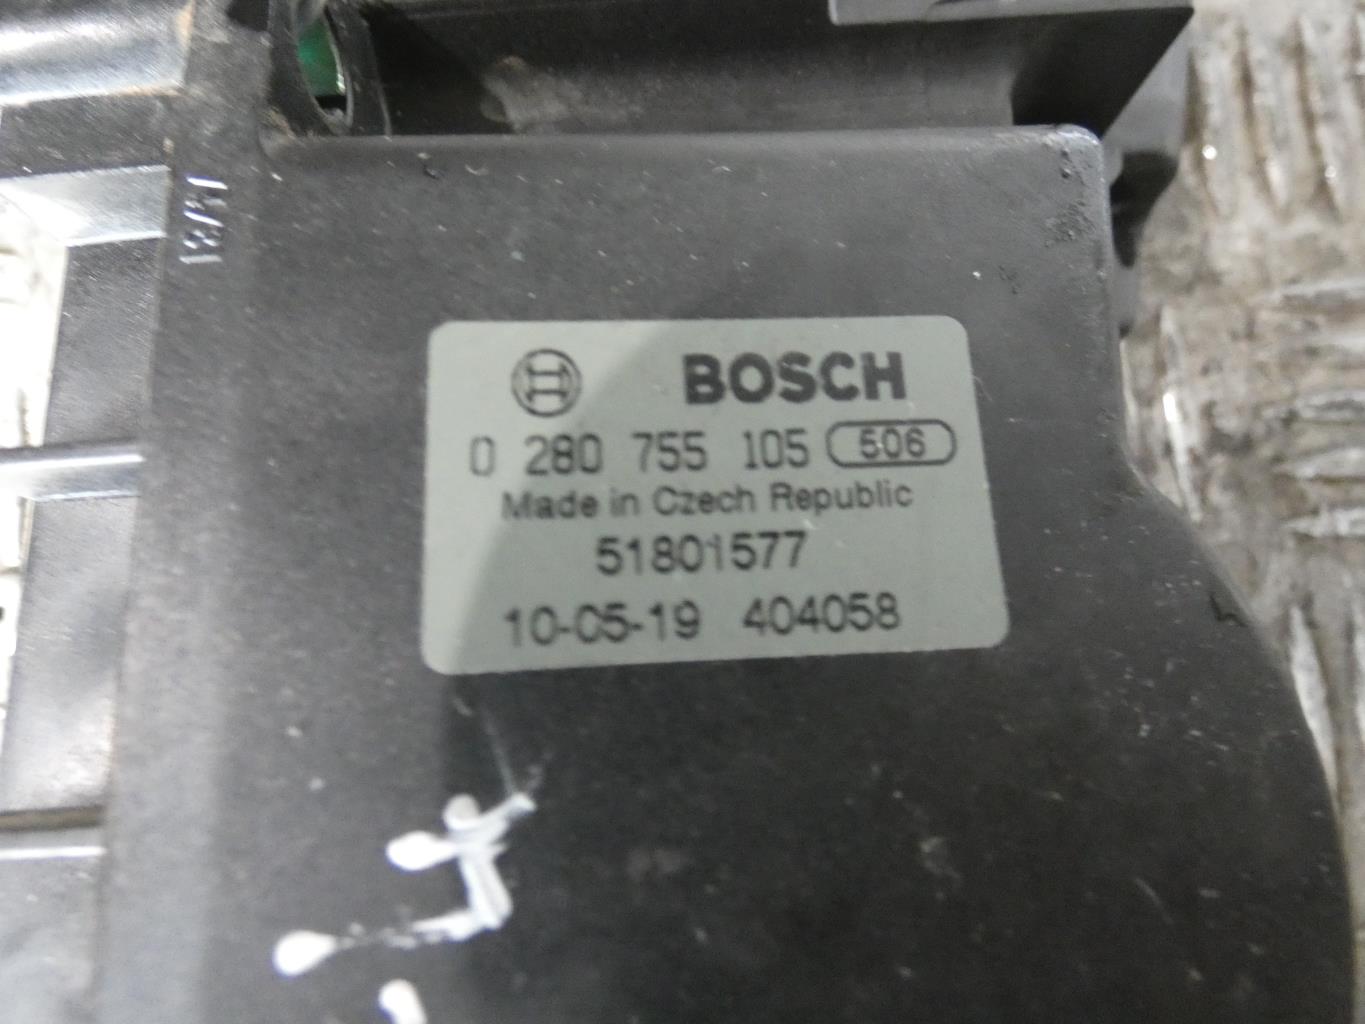 BOSCH
0 280 755 105 506
Made in Czech Republic
51801577
10-05-19 404058